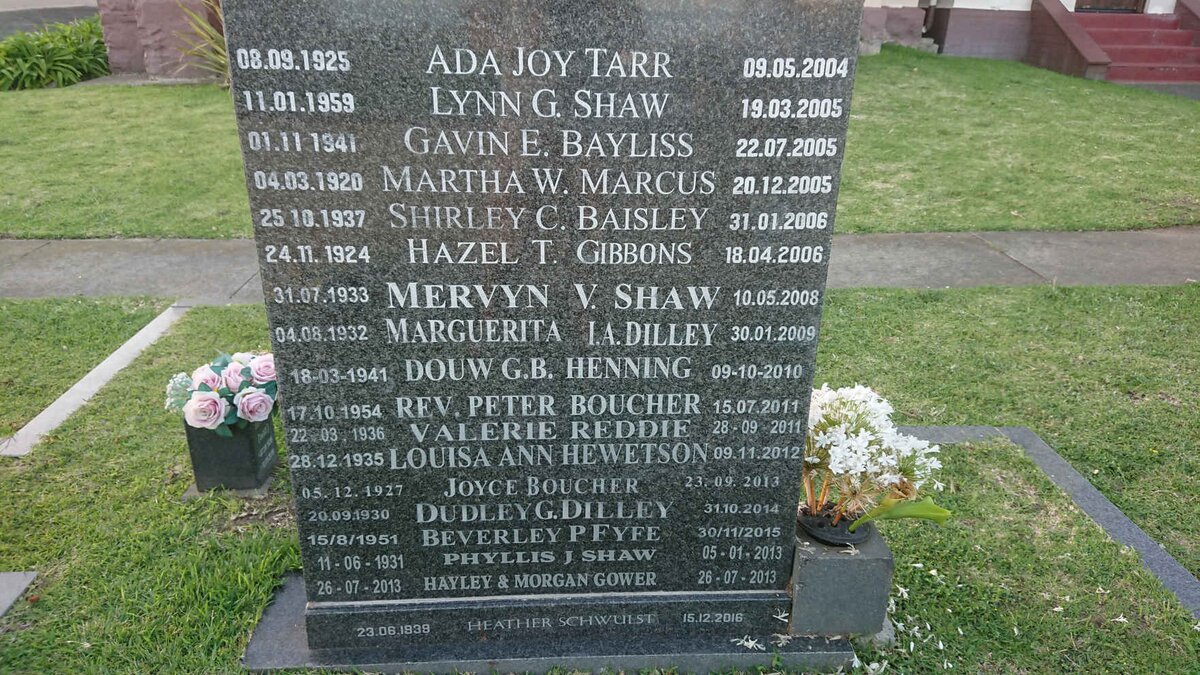 08.09.1925 ADA JOY TARR 09.05.2004
11.01.1959 LYNN G. SHAW 19.03.2005
01.11.1941 GAVIN E. BAYLISS 22.07.2005
04.03.1920 MARTHA W. MARCUS 20.12.2005
25.10.1937 SHIRLEY C. BAISLEY 31.01.2006
24.11.1924 HAZEL T. GIBBONS 18.04.2006
31.07.1933 MERVYN V. SHAW 10.05.2008
04.08.1932 MARGUERITA I.A. DILLEY 30.01.2009
18-03-1941 DOUW G.B. HENNING 09-10-2010
17.10.1954 REV. PETER BOUCHER 15.07.2011
22-03-1936 VALERIE REDDIE 28-09-2011
28.12.1935 LOUISA ANN HEWETSON 09.11.2012
05.12.1927 JOYCE BOUCHER 23.09.2013
20.09.1930 DUDLEY G. DILLEY 31.10.2014
15/8/1951 BEVERLEY P FYFE 30/11/2015
11-06-1931 PHYLLIS J SHAW 05-01-2013
26-07-2013 HAYLEY & MORGAN GOWER 26-07-2013
23.06.1939 HEATHER SCHWULST 15.12.2016